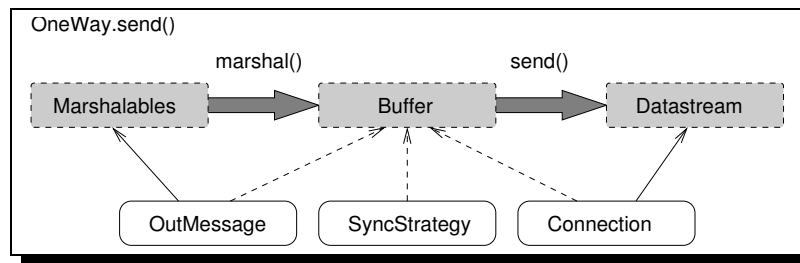 OneWay.send()
marshal() send()
Marshalables Buffer Datastream
OutMessage SyncStrategy Connection